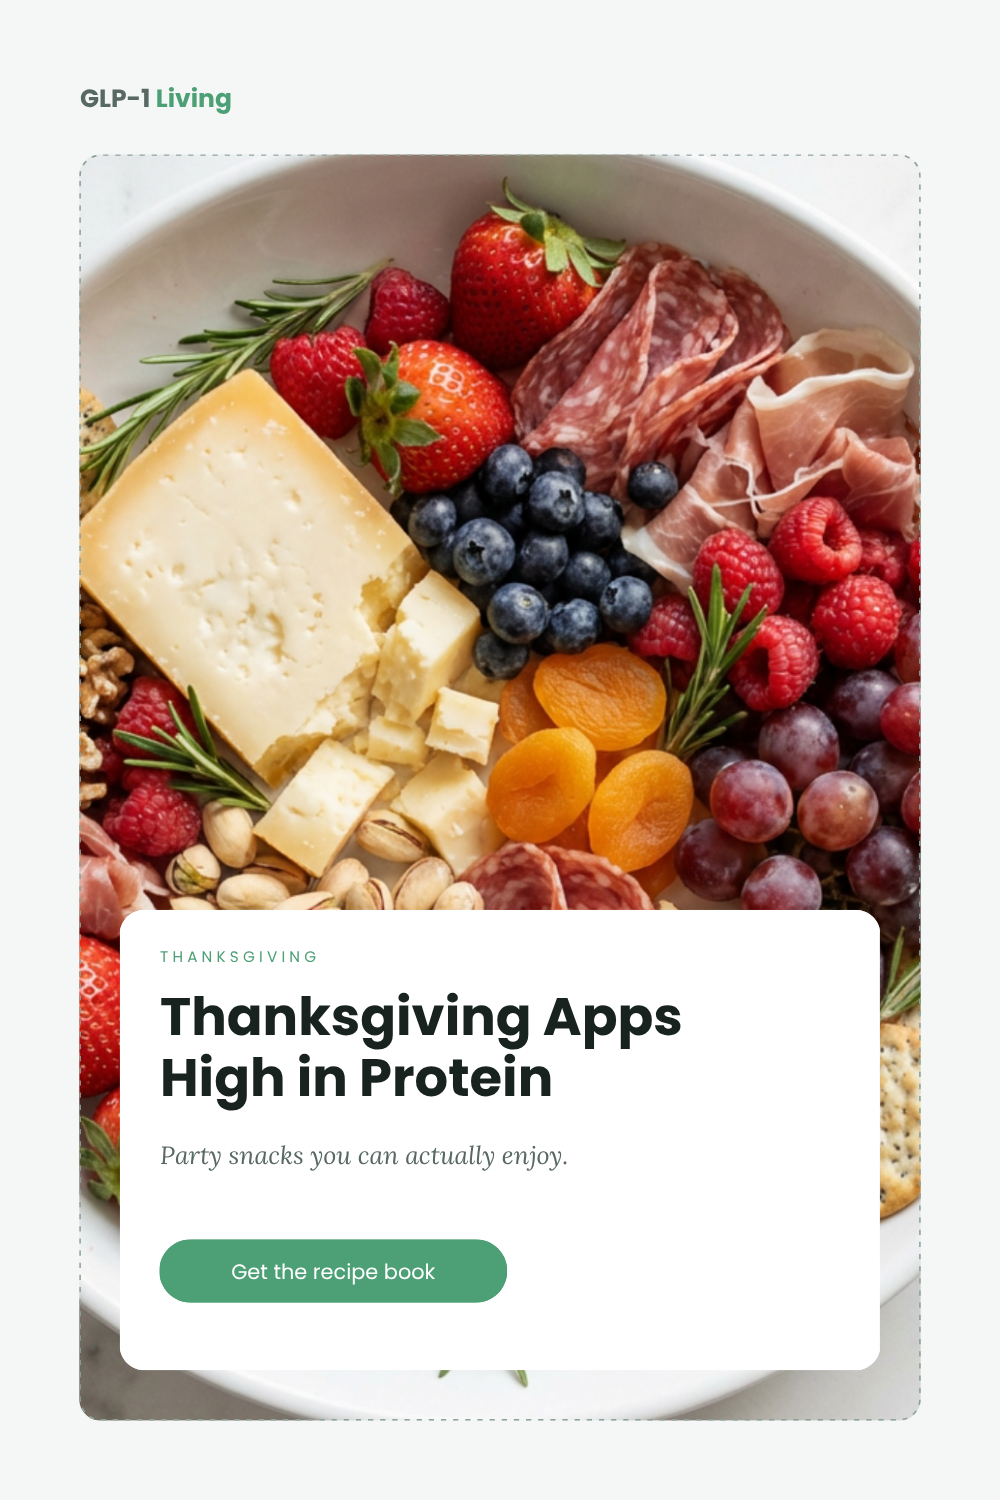 GLP-1 Living
THANKSGIVING
Thanksgiving Apps
High in Protein
Party snacks you can actually enjoy.
Get the recipe book